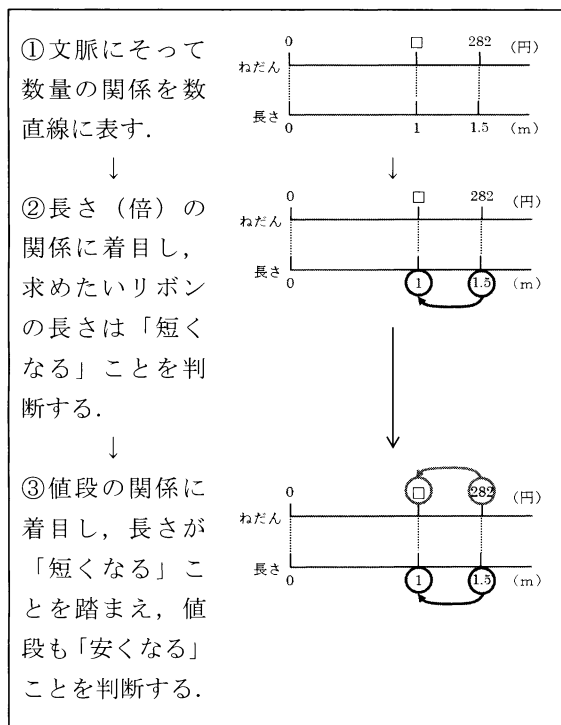 ①文脈にそって
数量の関係を数
直線に表す.
↓
②長さ（倍）の
関係に着目し,
求めたいリボン
の長さは「短く
なる」ことを判
断する.
↓
③値段の関係に
着目し, 長さが
「短くなる」こ
とを踏まえ, 値
段も「安くなる」
ことを判断する.
0 □ 282 (円)
ねだん
長さ
0 1 1.5 (m)
↓
0 □ 282 (円)
ねだん
長さ
0 1 1.5 (m)
↓
0 □ 282 (円)
ねだん
長さ
0 1 1.5 (m)